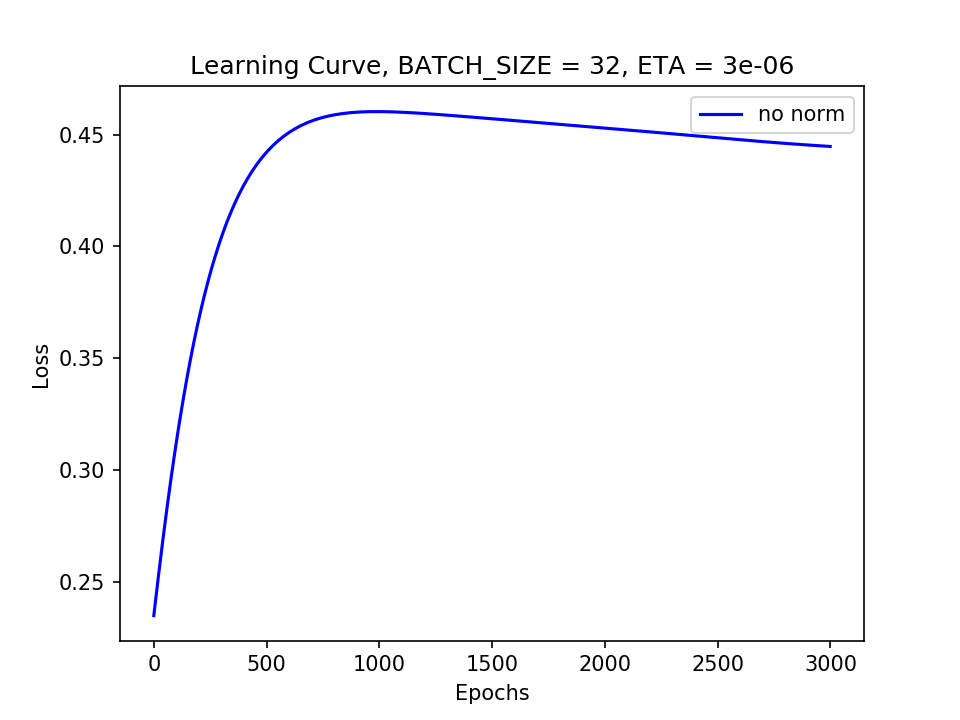 Learning Curve, BATCH_SIZE = 32, ETA = 3e-06
no norm
0.45
0.40
0.35
0.30
0.25
Loss
0 500 1000 1500 2000 2500 3000
Epochs